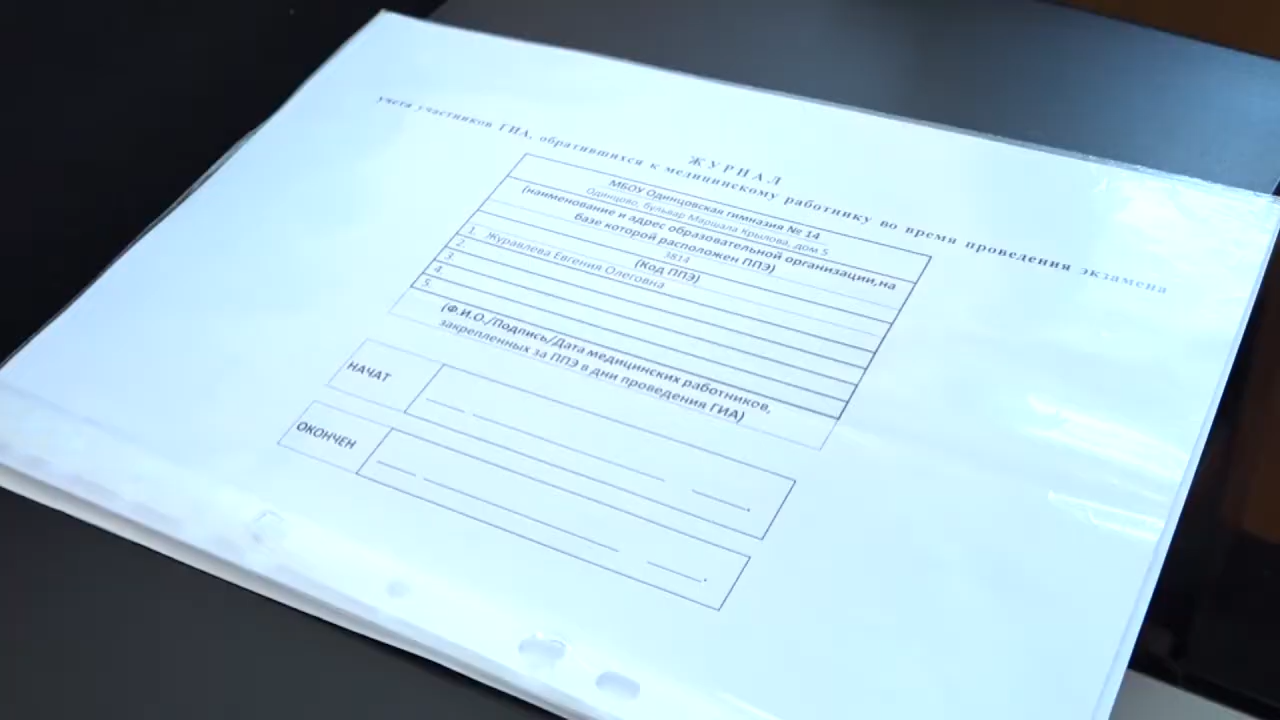 ЖУРНАЛ
учета участников ГИА, обратившихся к медицинскому работнику во время проведения экзамена
МБОУ Одинцовская гимназия № 14
Одинцово, бульвар Маршала Крылова, дом 5
(наименование и адрес образовательной организации,на
базе которой расположен ППЭ)
3814
(Код ППЭ)
1. Журавлева Евгения Олеговна
2.
3.
4.
5.
(Ф.И.О./Подпись/Дата медицинских работников,
закрепленных за ППЭ в дни проведения ГИА)
НАЧАТ
ОКОНЧЕН